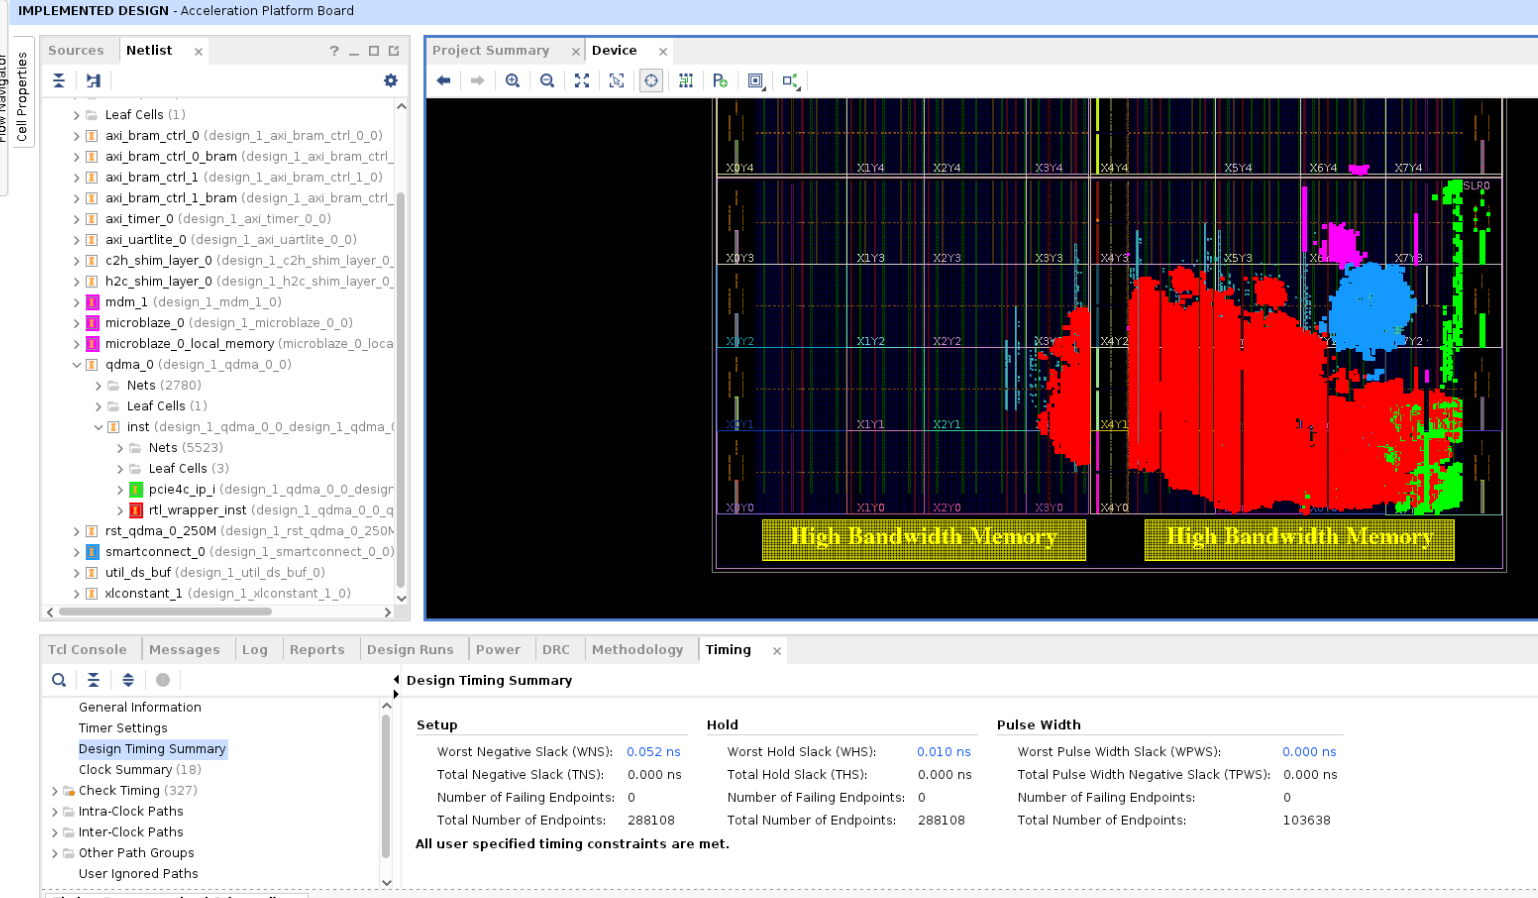 IMPLEMENTED DESIGN - Acceleration Platform Board
Cell Properties
Sources
Netlist
Project Summary
Device
Leaf Cells (1)
axi_bram_ctrl_0 (design_1_axi_bram_ctrl_0_0)
axi_bram_ctrl_0_bram (design_1_axi_bram_ctrl_
axi_bram_ctrl_1 (design_1_axi_bram_ctrl_1_0)
axi_bram_ctrl_1_bram (design_1_axi_bram_ctrl_
axi_timer_0 (design_1_axi_timer_0_0)
axi_uartlite_0 (design_1_axi_uartlite_0_0)
c2h_shim_layer_0 (design_1_c2h_shim_layer_0_
h2c_shim_layer_0 (design_1_h2c_shim_layer_0_
mdm_1 (design_1_mdm_1_0)
microblaze_0 (design_1_microblaze_0_0)
microblaze_0_local_memory (microblaze_0_loca
qdma_0 (design_1_qdma_0_0)
Nets (2780)
Leaf Cells (1)
inst (design_1_qdma_0_0_design_1_qdma_(
Nets (5523)
Leaf Cells (3)
pcie4c_ip_i (design_1_qdma_0_0_design
rtl_wrapper_inst (design_1_qdma_0_0_q
rst_qdma_0_250M (design_1_rst_qdma_0_250M
smartconnect_0 (design_1_smartconnect_0_0)
util_ds_buf (design_1_util_ds_buf_0)
xlconstant_1 (design_1_xlconstant_1_0)
X0Y4 X1Y4 X2Y4 X3Y4 X4Y4 X5Y4 X6Y4 X7Y4
SLR0
X0Y3 X1Y3 X2Y3 X3Y3 X4Y3 X5Y3
X0Y2 X1Y2 X2Y2 X4Y2
X0Y1 X1Y1 X2Y1 X4Y1
X0Y0 X1Y0 X2Y0 X3Y0 X4Y0
High Bandwidth Memory High Bandwidth Memory
Tcl Console
Messages
Log
Reports
Design Runs
Power
DRC
Methodology
Timing
General Information
Timer Settings
Design Timing Summary
Clock Summary (18)
Check Timing (327)
Intra-Clock Paths
Inter-Clock Paths
Other Path Groups
User Ignored Paths
Design Timing Summary
Setup Hold Pulse Width
Worst Negative Slack (WNS): 0.052 ns Worst Hold Slack (WHS): 0.010 ns Worst Pulse Width Slack (WPWS): 0.000 ns
Total Negative Slack (TNS): 0.000 ns Total Hold Slack (THS): 0.000 ns Total Pulse Width Negative Slack (TPWS): 0.000 ns
Number of Failing Endpoints: 0 Number of Failing Endpoints: 0 Number of Failing Endpoints: 0
Total Number of Endpoints: 288108 Total Number of Endpoints: 288108 Total Number of Endpoints: 103638
All user specified timing constraints are met.